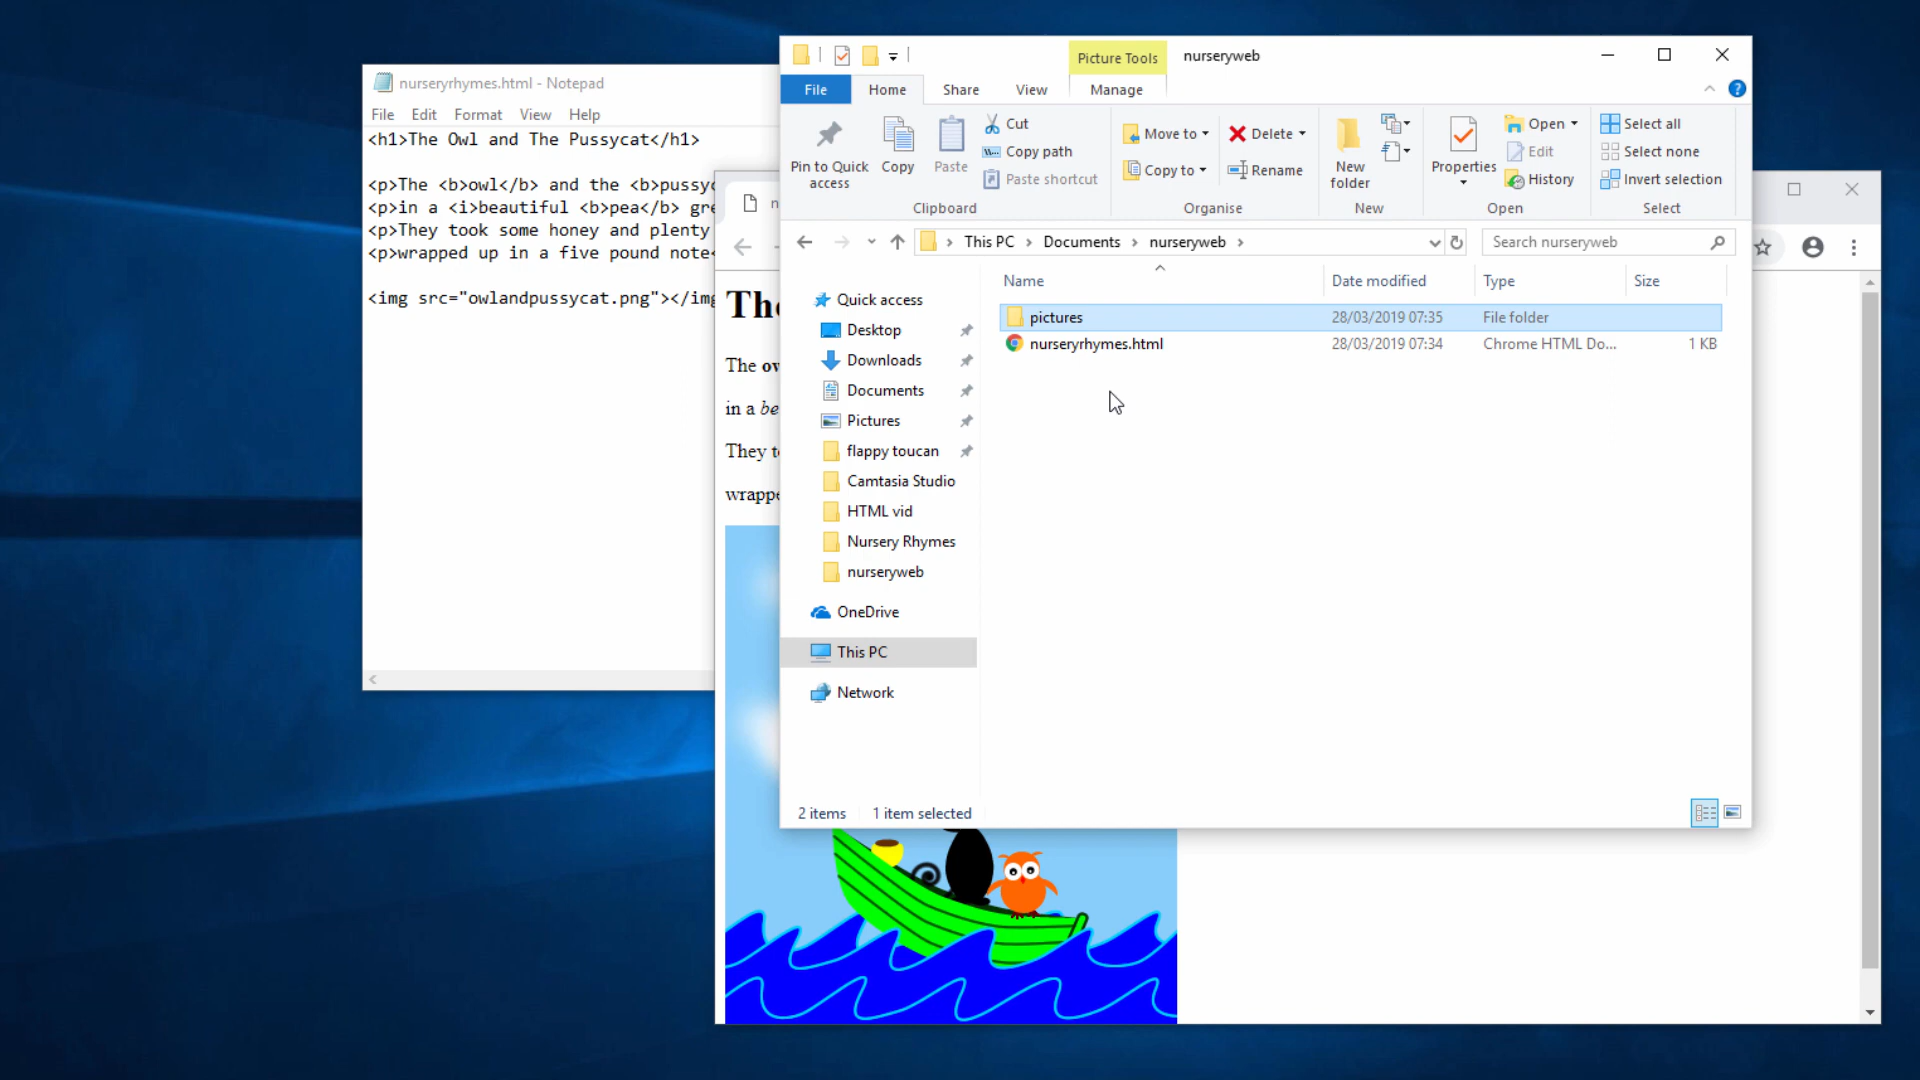 nurseryrhymes.html - Notepad
File Edit Format View Help
<h1>The Owl and The Pussycat</h1>
<p>The <b>owl</b> and the <b>pussyc
<p>in a <i>beautiful <b>pea</b> gre
<p>They took some honey and plenty
<p>wrapped up in a five pound note<
<img src="owlandpussycat.png"></img
The
The ow
in a be
They to
wrappe
Picture Tools
nurseryweb
File Home Share View Manage
Pin to Quick access
Copy
Paste
Cut
Copy path
Paste shortcut
Clipboard
Move to
Copy to
Delete
Rename
Organise
New folder
New
Properties
Open
Edit
History
Open
Select all
Select none
Invert selection
Select
This PC > Documents > nurseryweb >
Search nurseryweb
Quick access
Desktop
Downloads
Documents
Pictures
flappy toucan
Camtasia Studio
HTML vid
Nursery Rhymes
nurseryweb
OneDrive
This PC
Network
Name Date modified Type Size
pictures 28/03/2019 07:35 File folder
nurseryrhymes.html 28/03/2019 07:34 Chrome HTML Do... 1 KB
2 items 1 item selected